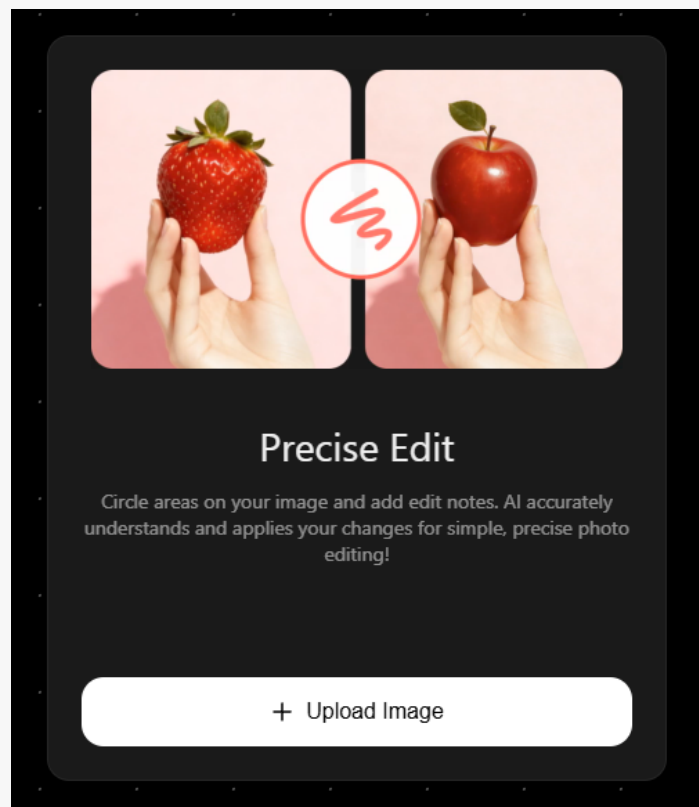 Precise Edit
Circle areas on your image and add edit notes. AI accurately
understands and applies your changes for simple, precise photo
editing!
+ Upload Image